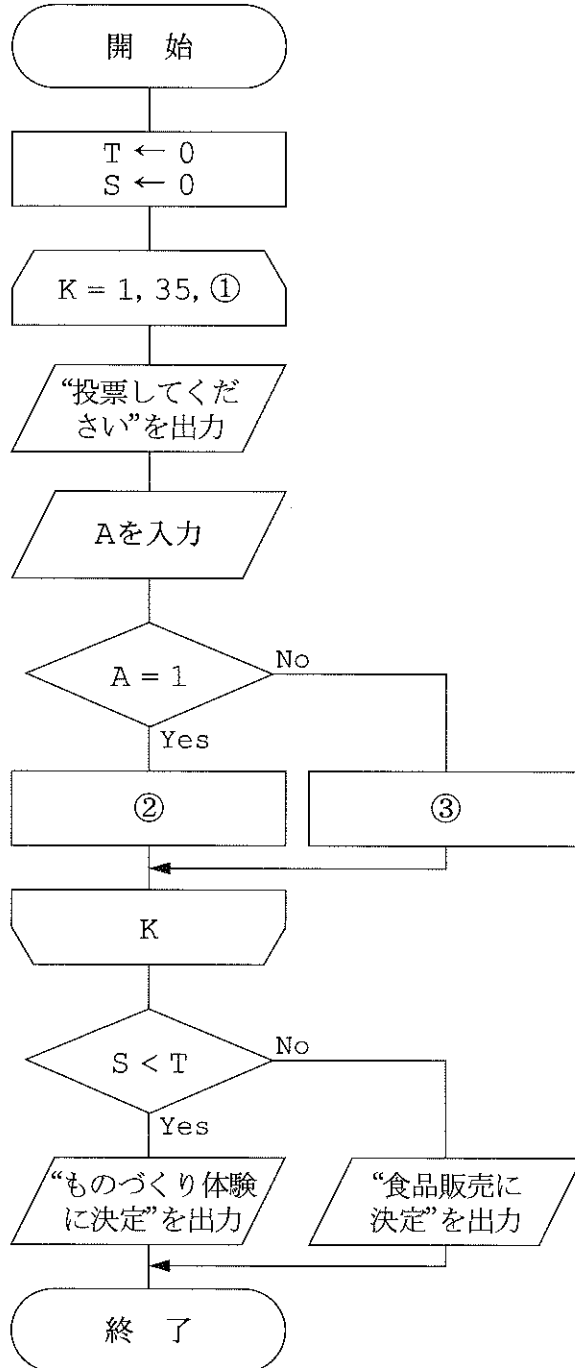 開 始
T ← 0
S ← 0
K = 1, 35, ①
“投票してくだ
さい”を出力
Aを入力
A = 1
No
Yes
②
③
K
S < T
No
Yes
“ものづくり体験
に決定”を出力
“食品販売に
決定”を出力
終 了